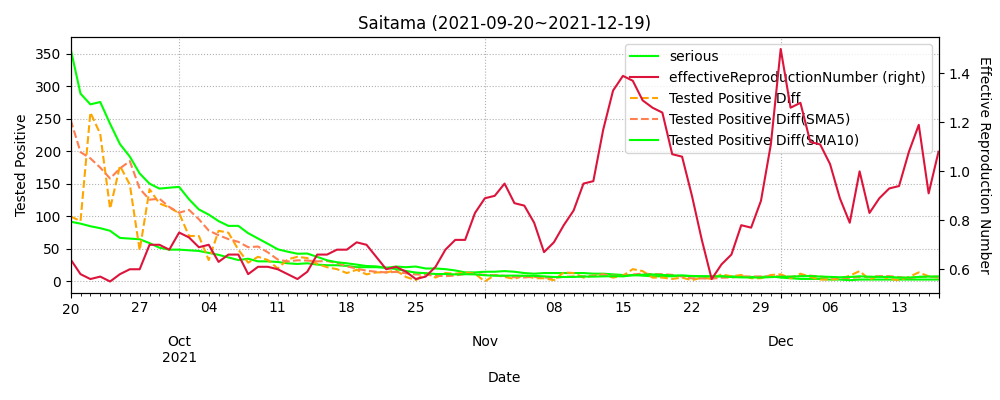 Saitama (2021-09-20~2021-12-19)
350
300
250
200
150
100
50
0
Tested Positive
1.4
1.2
1.0
0.8
0.6
Effective Reproduction Number
serious
effectiveReproductionNumber (right)
Tested Positive Diff
Tested Positive Diff(SMA5)
Tested Positive Diff(SMA10)
20 27 04 11 18 25 08 15 22 29 06 13
Oct Nov Dec
2021
Date